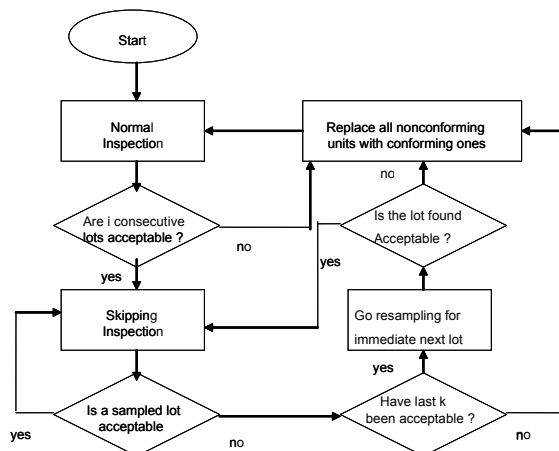 Start
Normal
Inspection
Replace all nonconforming
units with conforming ones
no
Are i consecutive
lots acceptable ?
no
yes
Is the lot found
Acceptable ?
yes
Skipping
Inspection
Go resampling for
immediate next lot
yes
Is a sampled lot
acceptable
yes
no
Have last k
been acceptable ?
no